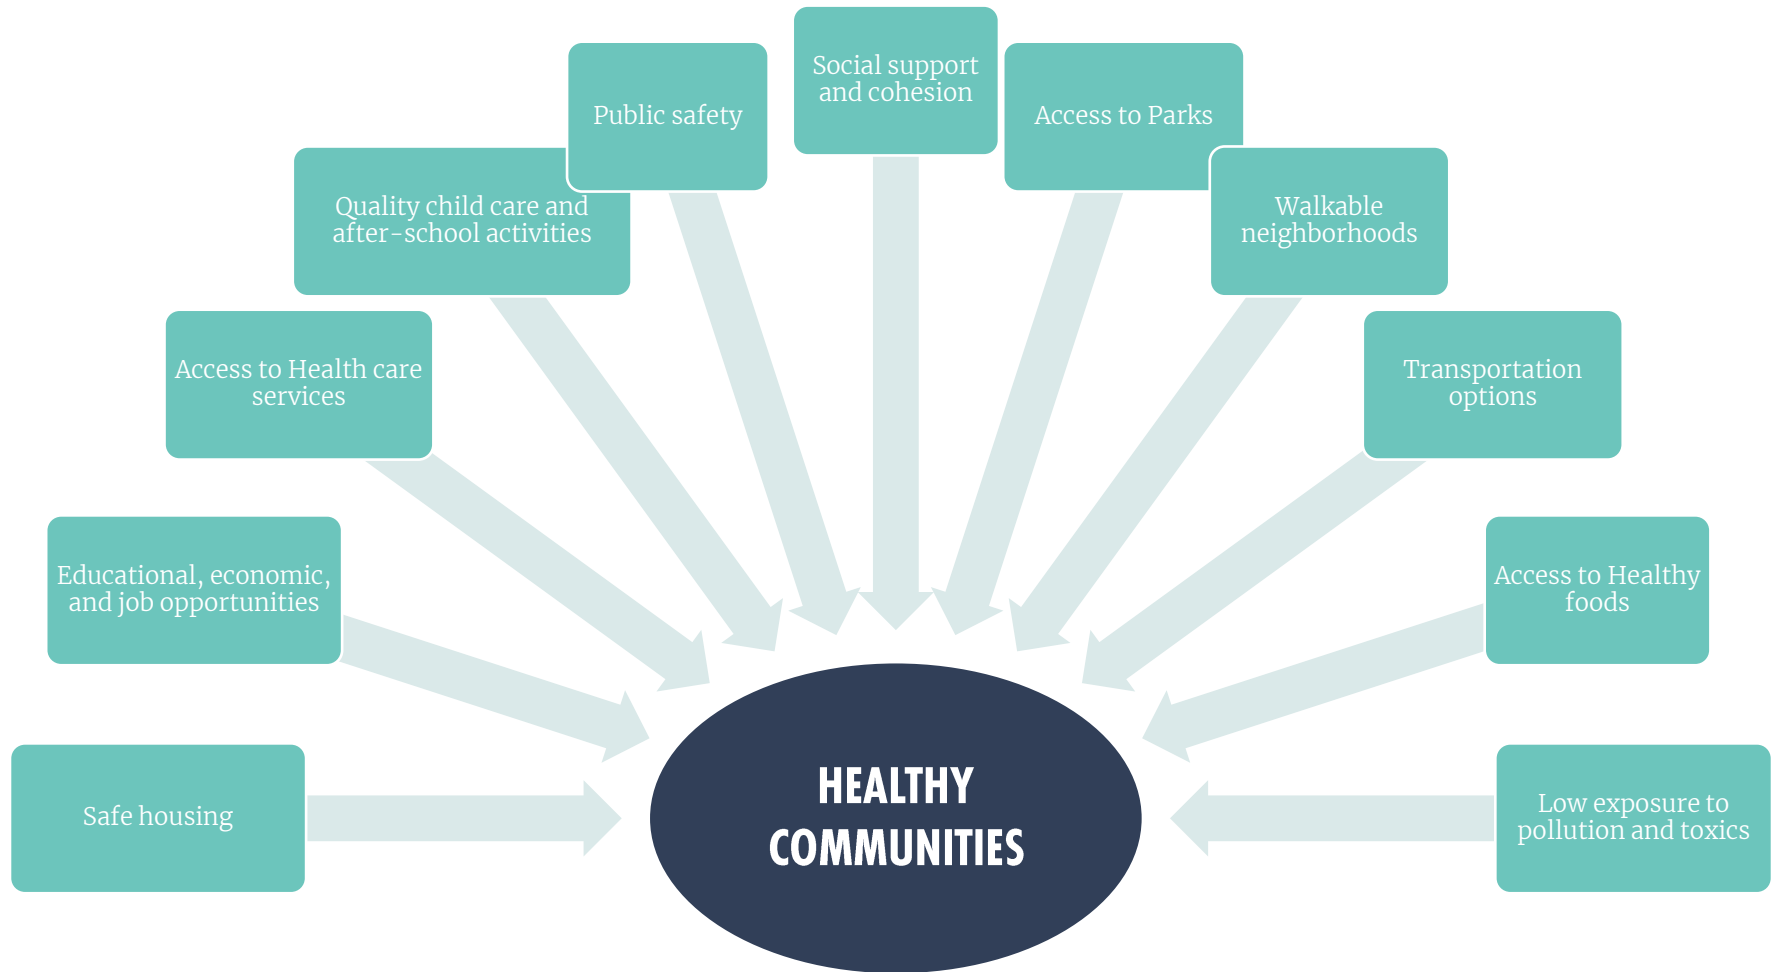 Social support
and cohesion
Public safety
Access to Parks
Quality child care and
after-school activities
Walkable
neighborhoods
Access to Health care
services
Transportation
options
Educational, economic,
and job opportunities
Access to Healthy
foods
Safe housing
HEALTHY
COMMUNITIES
Low exposure to
pollution and toxics